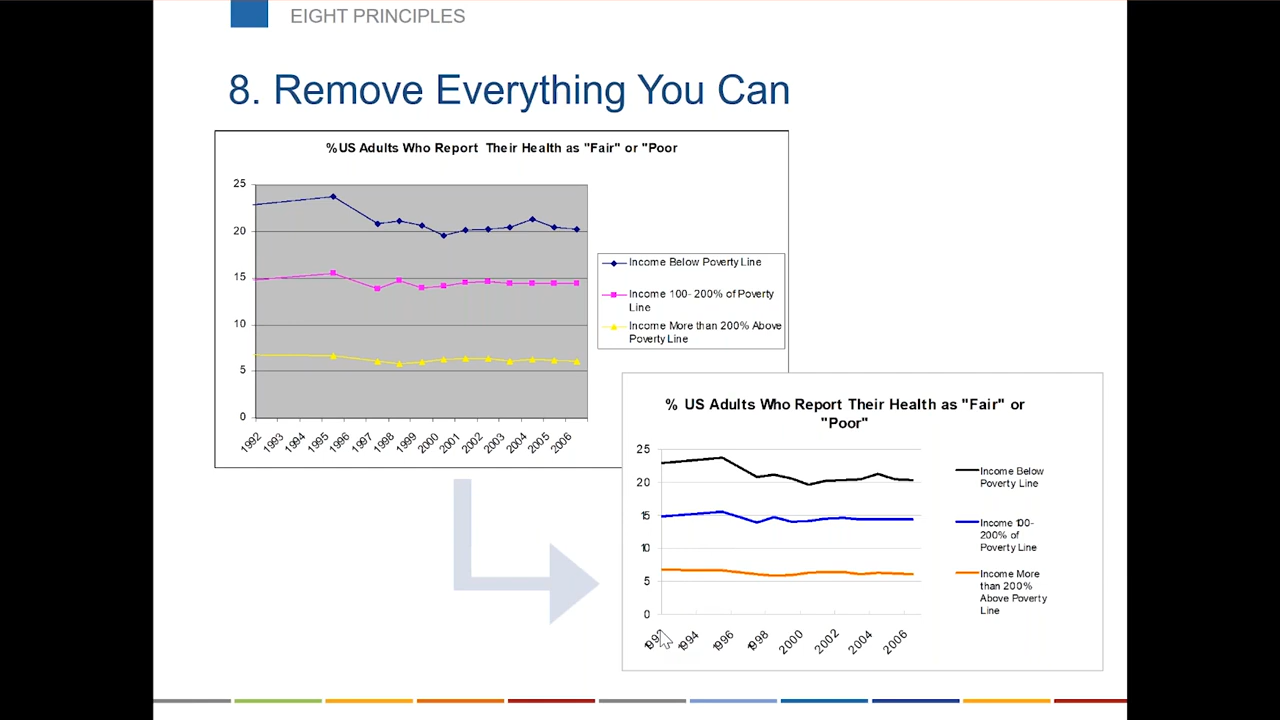 EIGHT PRINCIPLES
8. Remove Everything You Can
%US Adults Who Report Their Health as "Fair" or "Poor
25
20
15
10
5
0
1992
1993
1994
1995
1996
1997
1998
1999
2000
2001
2002
2003
2004
2005
2006
Income Below Poverty Line
Income 100- 200% of Poverty
Line
Income More than 200% Above
Poverty Line
% US Adults Who Report Their Health as "Fair" or
"Poor"
25
20
15
10
5
0
1992
1994
1996
1998
2000
2002
2004
2006
Income Below
Poverty Line
Income 100-
200% of
Poverty Line
Income More
than 200%
Above Poverty
Line